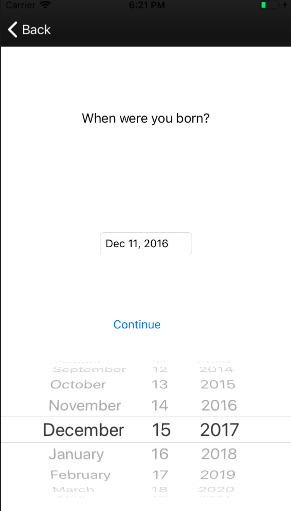 Carrier 6:21 PM
Back
When were you born?
Dec 11, 2016
Continue
September 12 2014
October 13 2015
November 14 2016
December 15 2017
January 16 2018
February 17 2019
March 18 2020